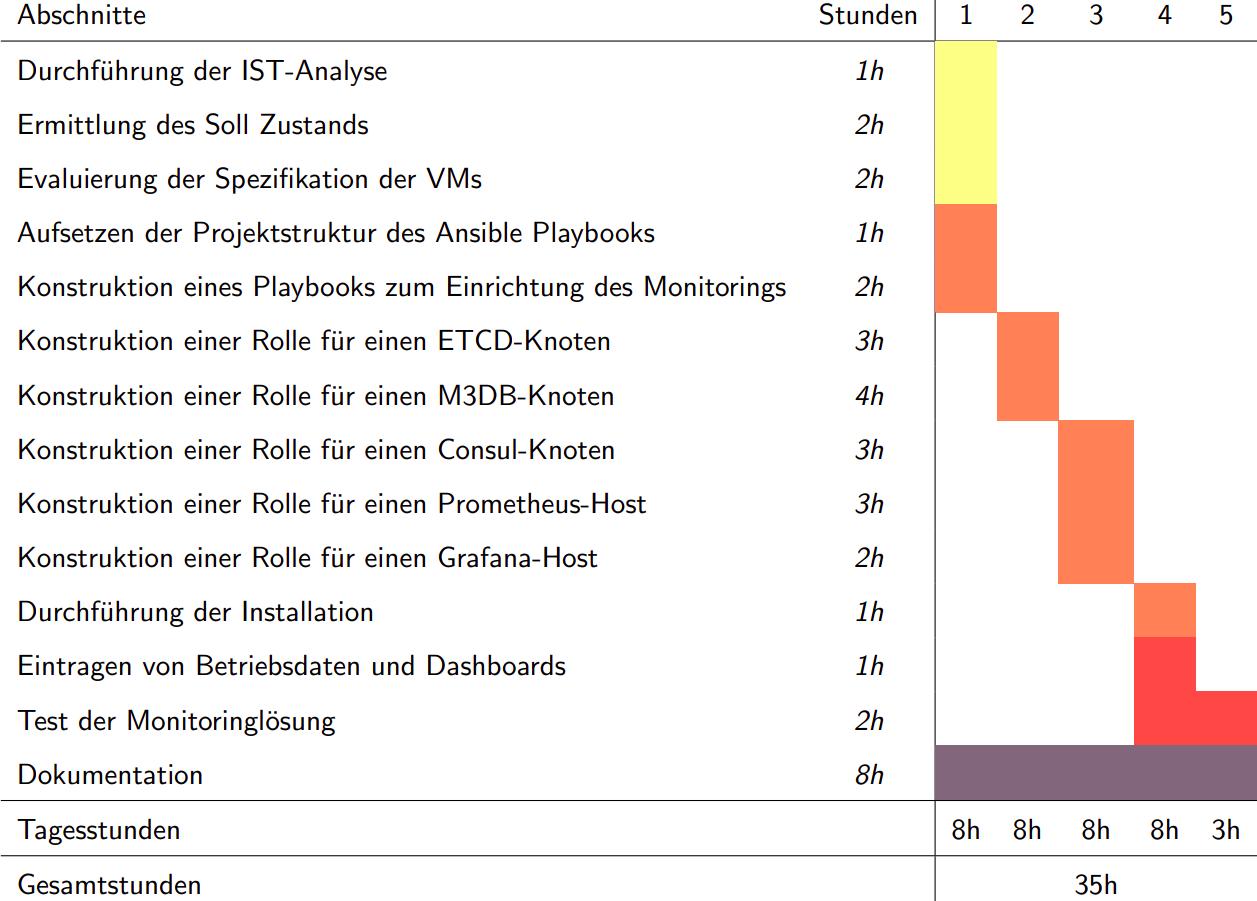 Abschnitte Stunden 1 2 3 4 5
Durchführung der IST-Analyse 1h
Ermittlung des Soll Zustands 2h
Evaluierung der Spezifikation der VMs 2h
Aufsetzen der Projektstruktur des Ansible Playbooks 1h
Konstruktion eines Playbooks zum Einrichtung des Monitorings 2h
Konstruktion einer Rolle für einen ETCD-Knoten 3h
Konstruktion einer Rolle für einen M3DB-Knoten 4h
Konstruktion einer Rolle für einen Consul-Knoten 3h
Konstruktion einer Rolle für einen Prometheus-Host 3h
Konstruktion einer Rolle für einen Grafana-Host 2h
Durchführung der Installation 1h
Eintragen von Betriebsdaten und Dashboards 1h
Test der Monitoringlösung 2h
Dokumentation 8h
Tagesstunden 8h 8h 8h 8h 3h
Gesamtstunden 35h